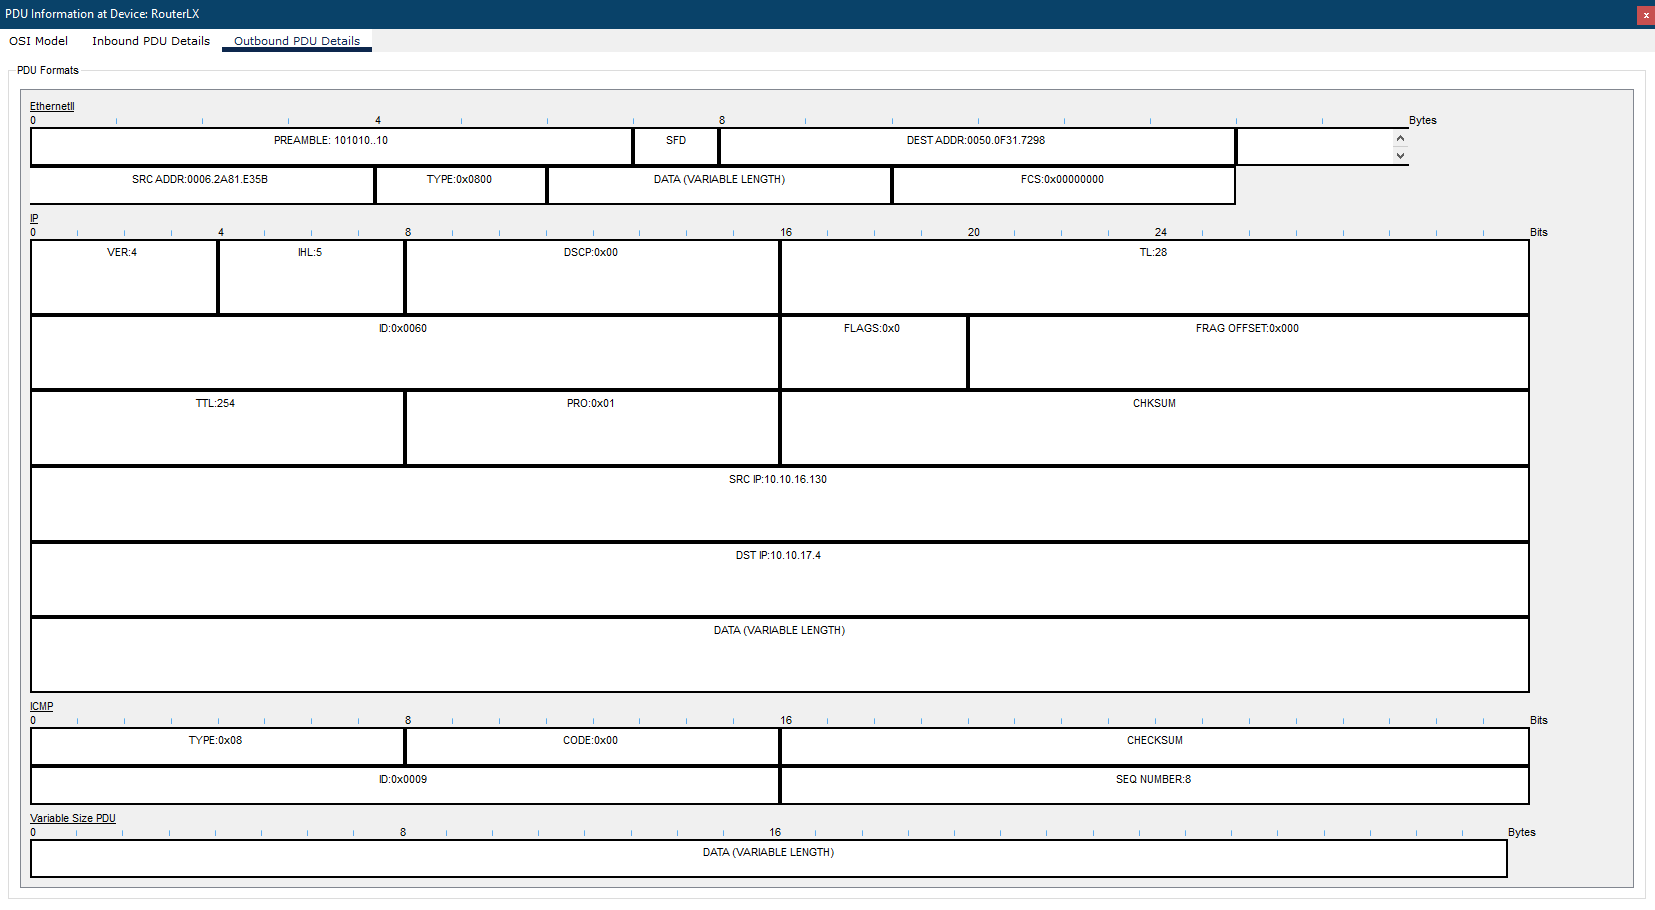 PDU Information at Device: RouterLX
x
OSI Model Inbound PDU Details Outbound PDU Details
PDU Formats
EthernetII
0 4 8 Bytes
PREAMBLE: 101010..10 SFD DEST ADDR:0050.0F31.7298
SRC ADDR:0006.2A81.E35B TYPE:0x0800 DATA (VARIABLE LENGTH) FCS:0x00000000
IP
0 4 8 16 20 24 Bits
VER:4 IHL:5 DSCP:0x00 TL:28
ID:0x0060 FLAGS:0x0 FRAG OFFSET:0x000
TTL:254 PRO:0x01 CHKSUM
SRC IP:10.10.16.130
DST IP:10.10.17.4
DATA (VARIABLE LENGTH)
ICMP
0 8 16 Bits
TYPE:0x08 CODE:0x00 CHECKSUM
ID:0x0009 SEQ NUMBER:8
Variable Size PDU
0 8 16 Bytes
DATA (VARIABLE LENGTH)